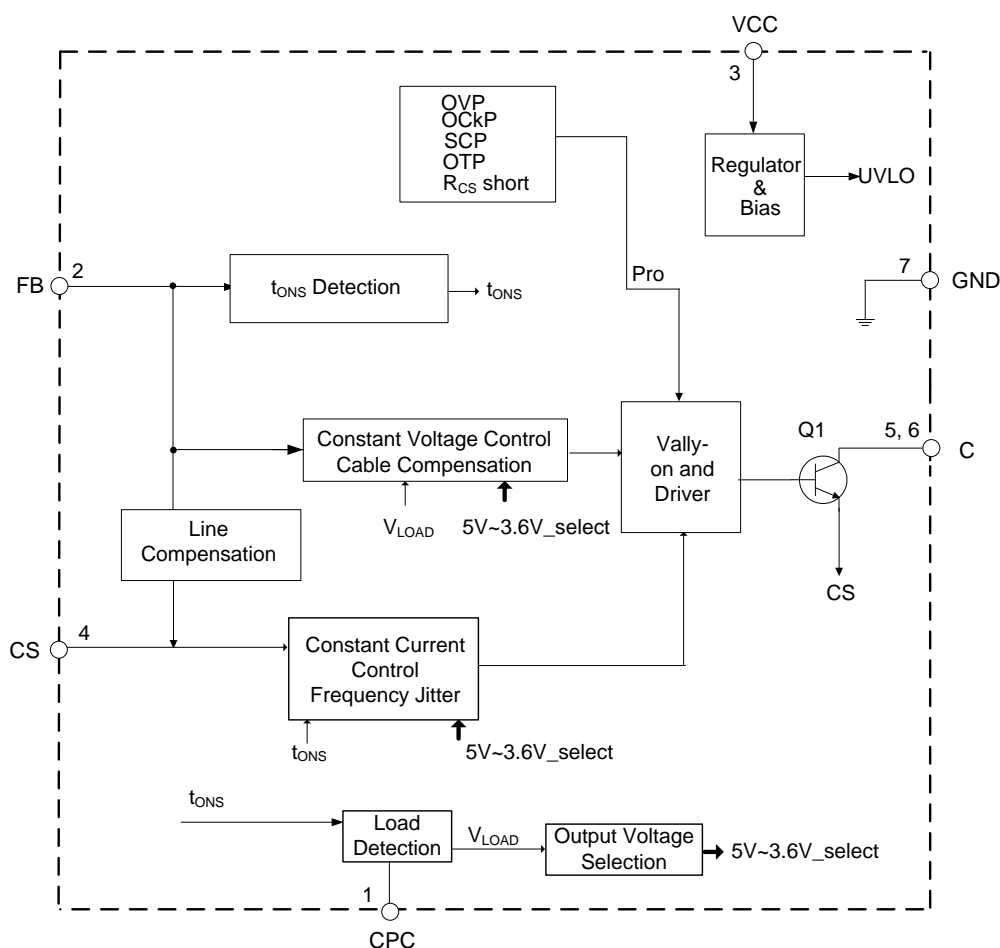 VCC
3
OVP
OCkP
SCP
OTP
RCS short
Regulator
&
Bias
UVLO
Pro
FB
2
tONS Detection
tONS
7
GND
Constant Voltage Control
Cable Compensation
VLOAD
5V~3.6V_select
Vally-
on and
Driver
Q1
5, 6
C
CS
Line
Compensation
CS
4
Constant Current
Control
Frequency Jitter
tONS
5V~3.6V_select
tONS
Load
Detection
VLOAD
Output Voltage
Selection
5V~3.6V_select
1
CPC